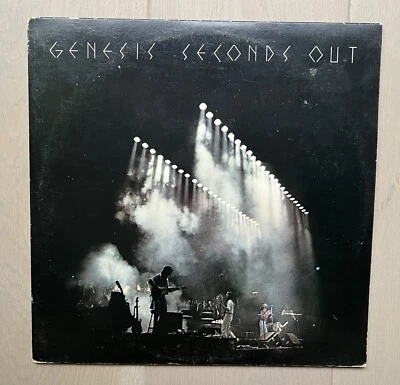 GENESIS SECONDS OUT